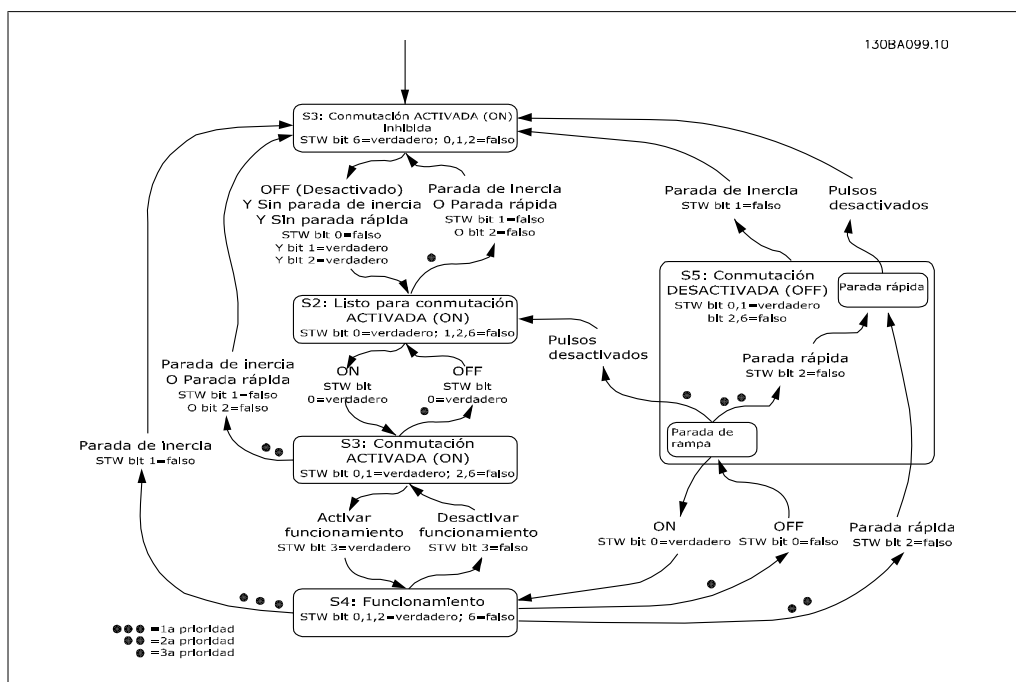 130BA099.10
S3: Conmutación ACTIVADA (ON)
Inhibida
STW bit 6=verdadero; 0,1,2=falso
OFF (Desactivado)
Y Sin parada de inercia
Y Sin parada rápida
STW bit 0=falso
Y bit 1=verdadero
Y bit 2=verdadero
Parada de Inercia
O Parada rápida
STW bit 1=falso
O bit 2=falso
Parada de Inercia
STW bit 1=falso
Pulsos
desactivados
S5: Conmutación
DESACTIVADA (OFF)
STW bit 0,1=verdadero
bit 2,6=falso
Parada rápida
S2: Listo para conmutación
ACTIVADA (ON)
STW bit 0=verdadero; 1,2,6=falso
Pulsos
desactivados
Parada rápida
STW bit 2=falso
Parada de inercia
O Parada rápida
STW bit 1=falso
O bit 2=falso
ON
STW bit
0=verdadero
OFF
STW bit
0=verdadero
Parada de
rampa
Parada de inercia
STW bit 1=falso
S3: Conmutación
ACTIVADA (ON)
STW bit 0,1=verdadero; 2,6=falso
Activar
funcionamiento
STW bit 3=verdadero
Desactivar
funcionamiento
STW bit 3=falso
ON
STW bit 0=verdadero
OFF
STW bit 0=falso
Parada rápida
STW bit 2=falso
S4: Funcionamiento
STW bit 0,1,2=verdadero; 6=falso
=1a prioridad
=2a prioridad
=3a prioridad